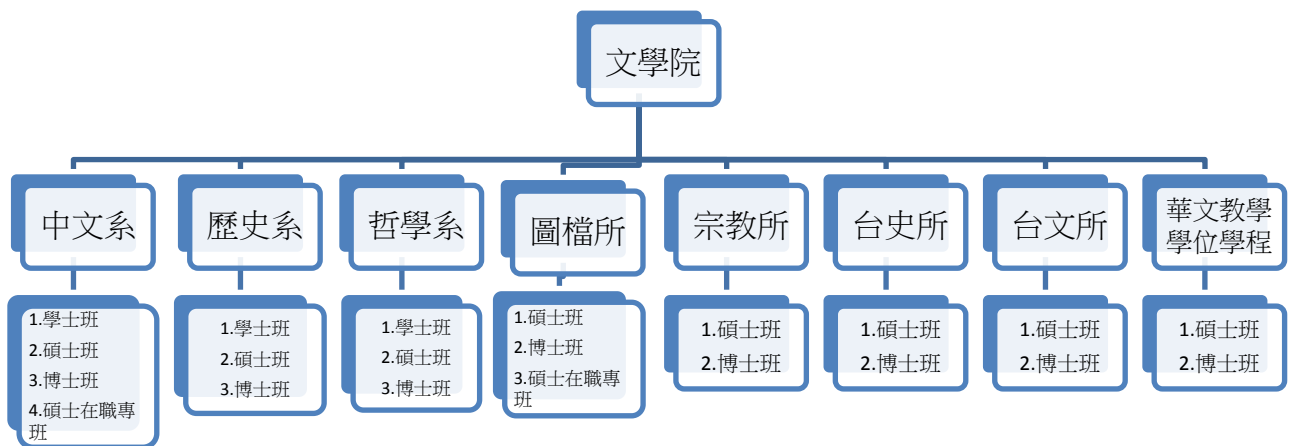 文學院
中文系
歷史系
哲學系
圖檔所
宗教所
台史所
台文所
華文教學
學位學程
1.學士班
2.碩士班
3.博士班
4.碩士在職專
班
1.學士班
2.碩士班
3.博士班
1.學士班
2.碩士班
3.博士班
1.碩士班
2.博士班
3.碩士在職專
班
1.碩士班
2.博士班
1.碩士班
2.博士班
1.碩士班
2.博士班
1.碩士班
2.博士班